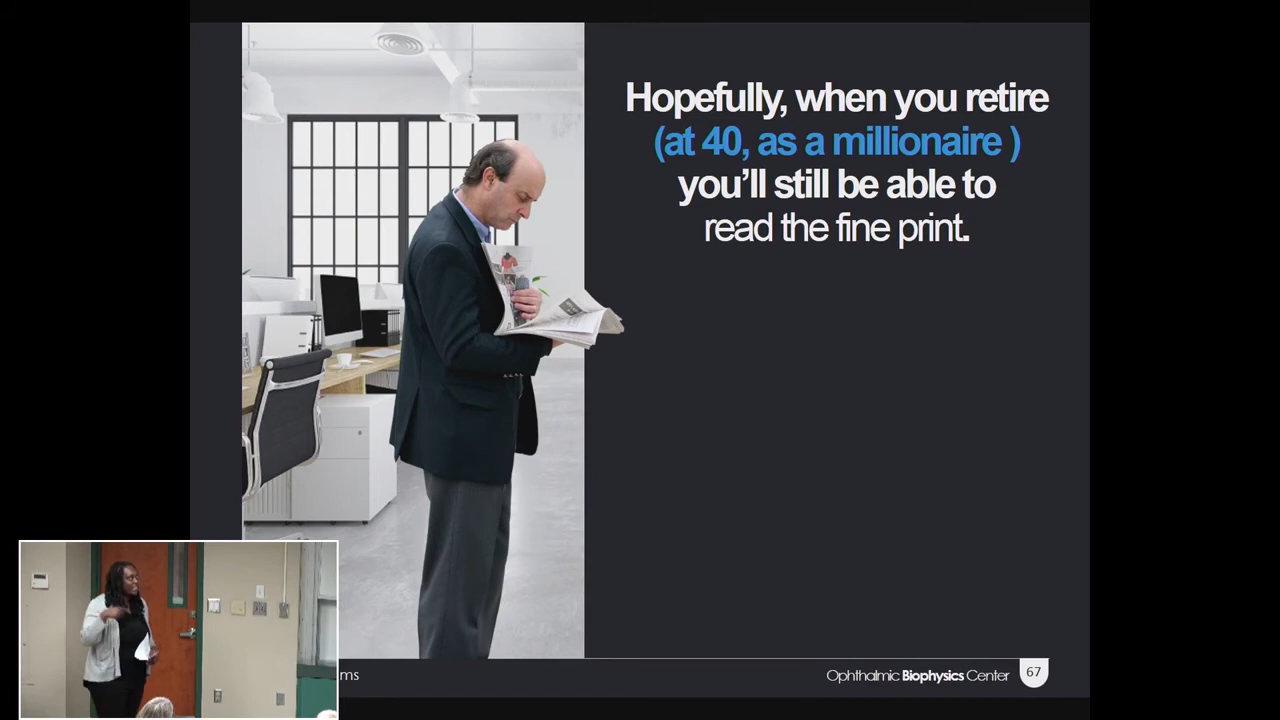 Hopefully, when you retire
(at 40, as a millionaire )
you'll still be able to
read the fine print.
ms
Ophthalmic Biophysics Center
67